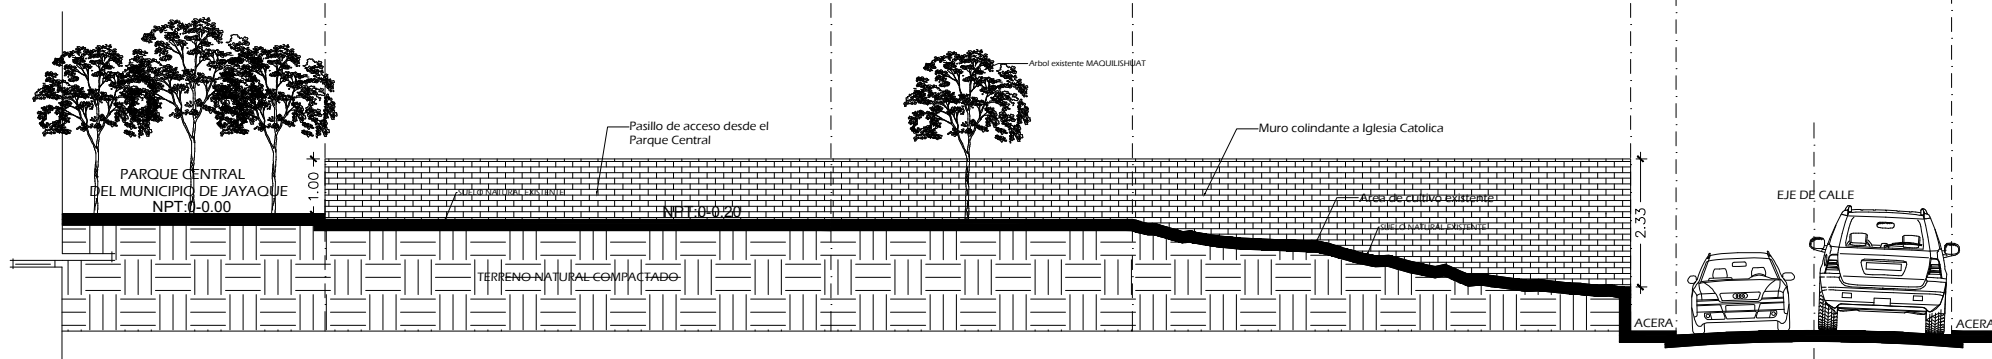 Arbol existente MAQUILISHUAT
Pasillo de acceso desde el
Parque Central
Muro colindante a Iglesia Catolica
PARQUE CENTRAL
DEL MUNICIPIO DE JAYAQUE
NPT:0-0.00
1.00
SUELO NATURAL EXISTENTE
NPT:0-0.20
Area de cultivo existente
SUELO NATURAL EXISTENTE
2.33
EJE DE CALLE
TERRENO NATURAL COMPACTADO
ACERA
ACERA